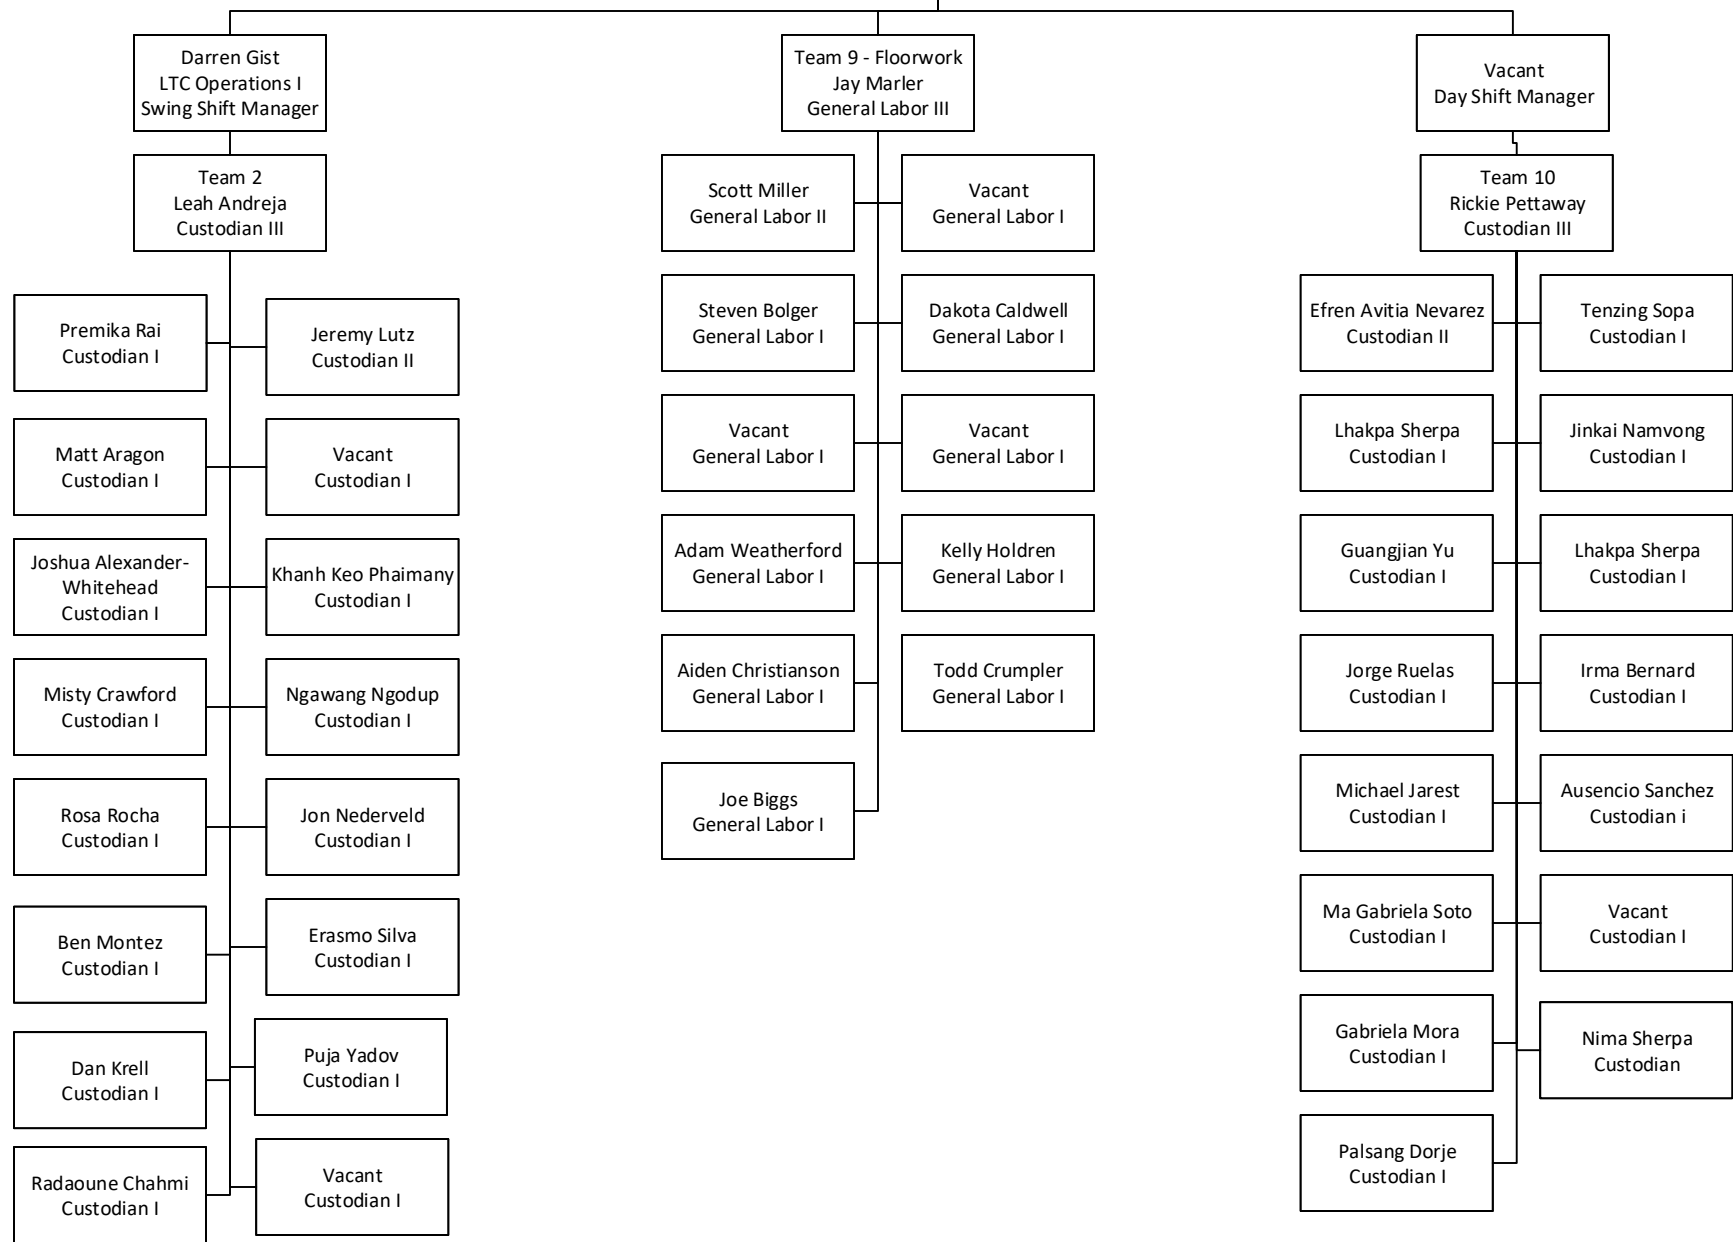 Darren Gist
LTC Operations I
Swing Shift Manager
Team 2
Leah Andreja
Custodian III
Premika Rai
Custodian I
Jeremy Lutz
Custodian II
Matt Aragon
Custodian I
Vacant
Custodian I
Joshua Alexander-
Whitehead
Custodian I
Khanh Keo Phaimany
Custodian I
Misty Crawford
Custodian I
Ngawang Ngodup
Custodian I
Rosa Rocha
Custodian I
Jon Nederveld
Custodian I
Ben Montez
Custodian I
Erasmo Silva
Custodian I
Dan Krell
Custodian I
Puja Yadov
Custodian I
Radaoune Chahmi
Custodian I
Vacant
Custodian I
Team 9 - Floorwork
Jay Marler
General Labor III
Scott Miller
General Labor II
Vacant
General Labor I
Steven Bolger
General Labor I
Dakota Caldwell
General Labor I
Vacant
General Labor I
Vacant
General Labor I
Adam Weatherford
General Labor I
Kelly Holdren
General Labor I
Aiden Christianson
General Labor I
Todd Crumpler
General Labor I
Joe Biggs
General Labor I
Vacant
Day Shift Manager
Team 10
Rickie Pettaway
Custodian III
Efren Avitia Nevarez
Custodian II
Tenzing Sopa
Custodian I
Lhakpa Sherpa
Custodian I
Jinkai Namvong
Custodian I
Guangjian Yu
Custodian I
Lhakpa Sherpa
Custodian I
Jorge Ruelas
Custodian I
Irma Bernard
Custodian I
Michael Jarest
Custodian I
Ausencio Sanchez
Custodian i
Ma Gabriela Soto
Custodian I
Vacant
Custodian I
Gabriela Mora
Custodian I
Nima Sherpa
Custodian
Palsang Dorje
Custodian I